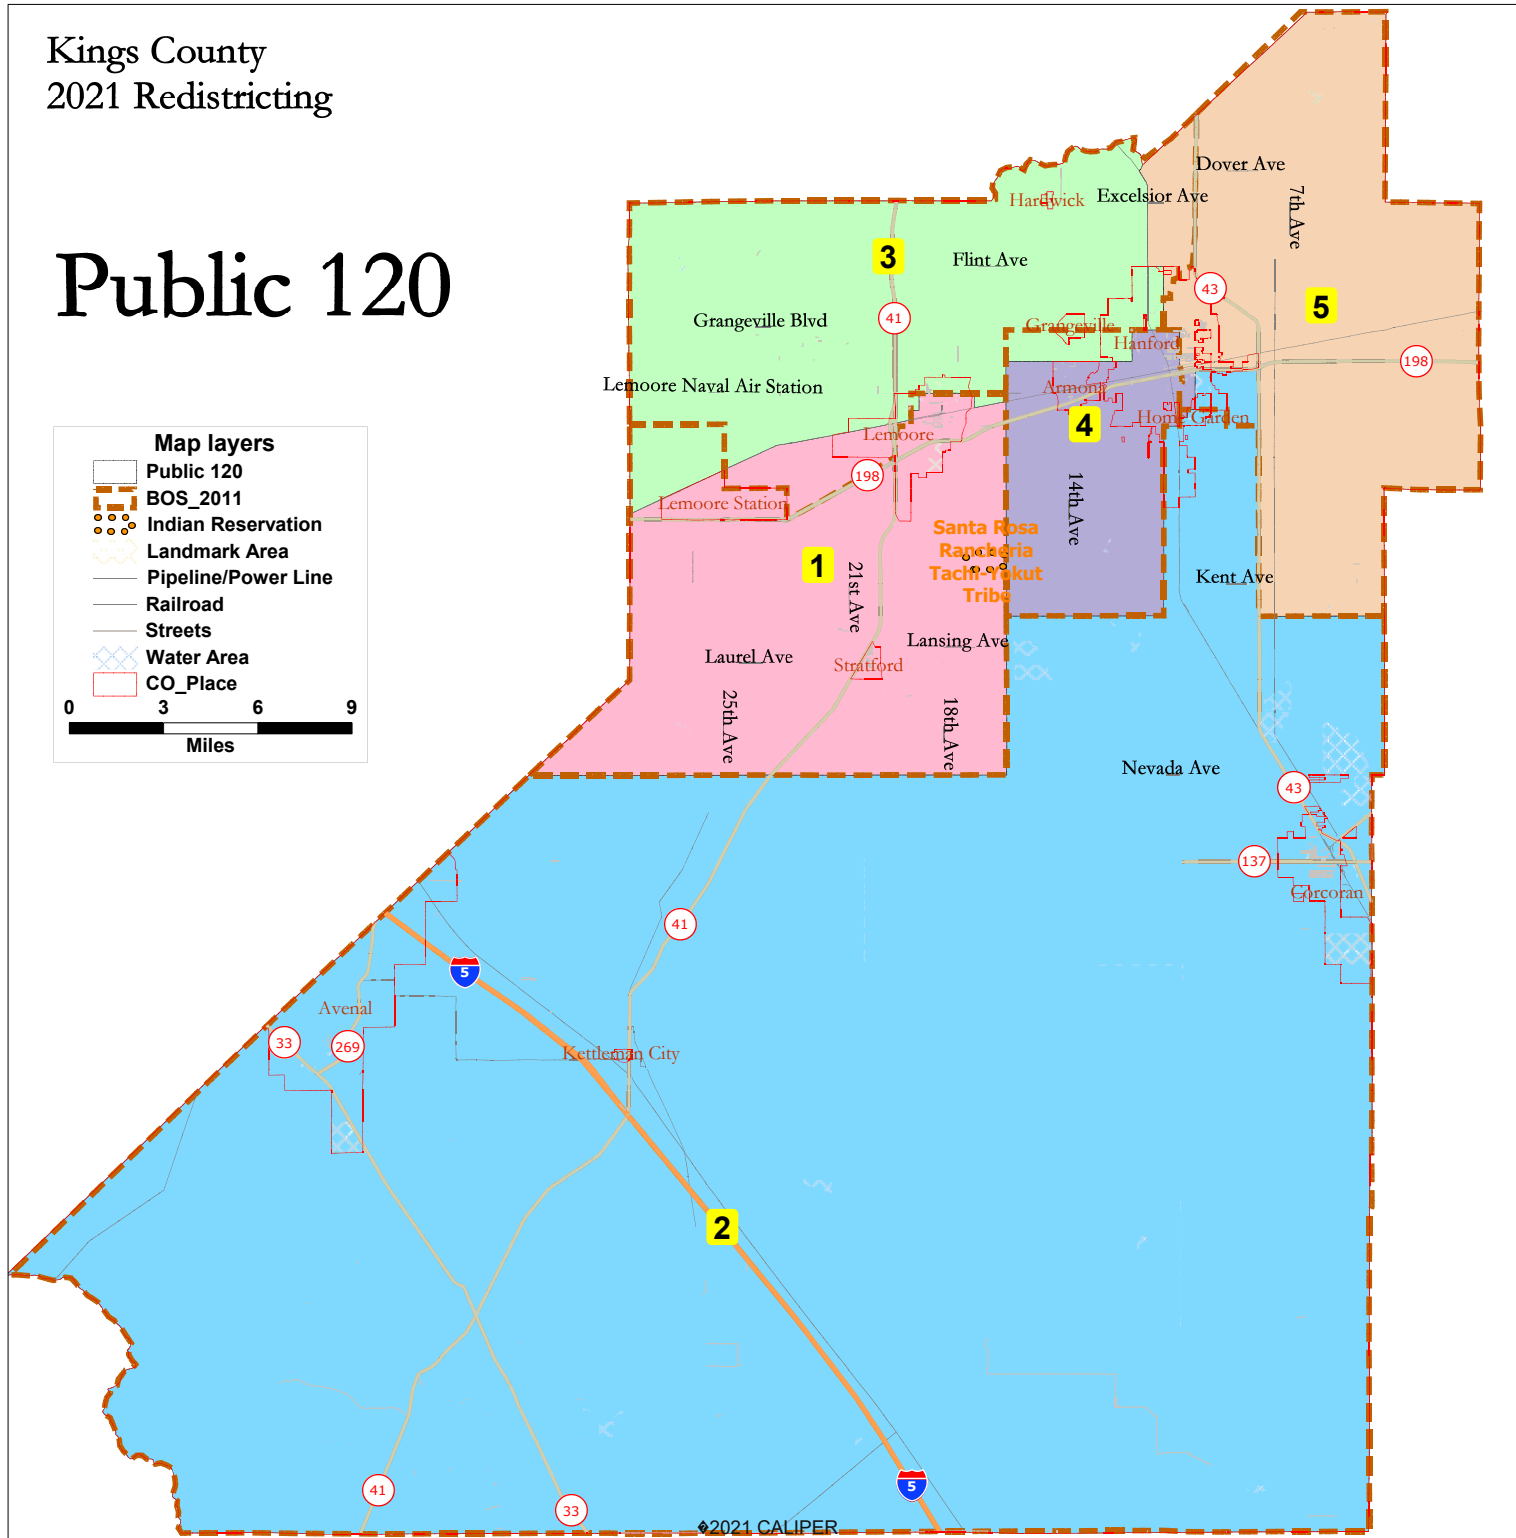 Kings County
2021 Redistricting
Public 120
Map layers
Public 120
BOS_2011
Indian Reservation
Landmark Area
Pipeline/Power Line
Railroad
Streets
Water Area
CO_Place
0 3 6 9
Miles
Dover Ave
Excelsior Ave
7th Ave
Hardwick
3
Flint Ave
43
5
41
Grangeville Blvd
Grangeville
Hanford
198
Lemoore Naval Air Station
Armona
Home Garden
4
Lemoore
198
Lemoore Station
14th Ave
Santa Rosa
Rancheria
Tachi-Yokut
Tribe
1
21st Ave
Kent Ave
Lansing Ave
Laurel Ave
Stratford
25th Ave
18th Ave
Nevada Ave
43
137
Corcoran
41
5
Avenal
33
269
Kettleman City
2
41
33
5
�2021 CALIPER